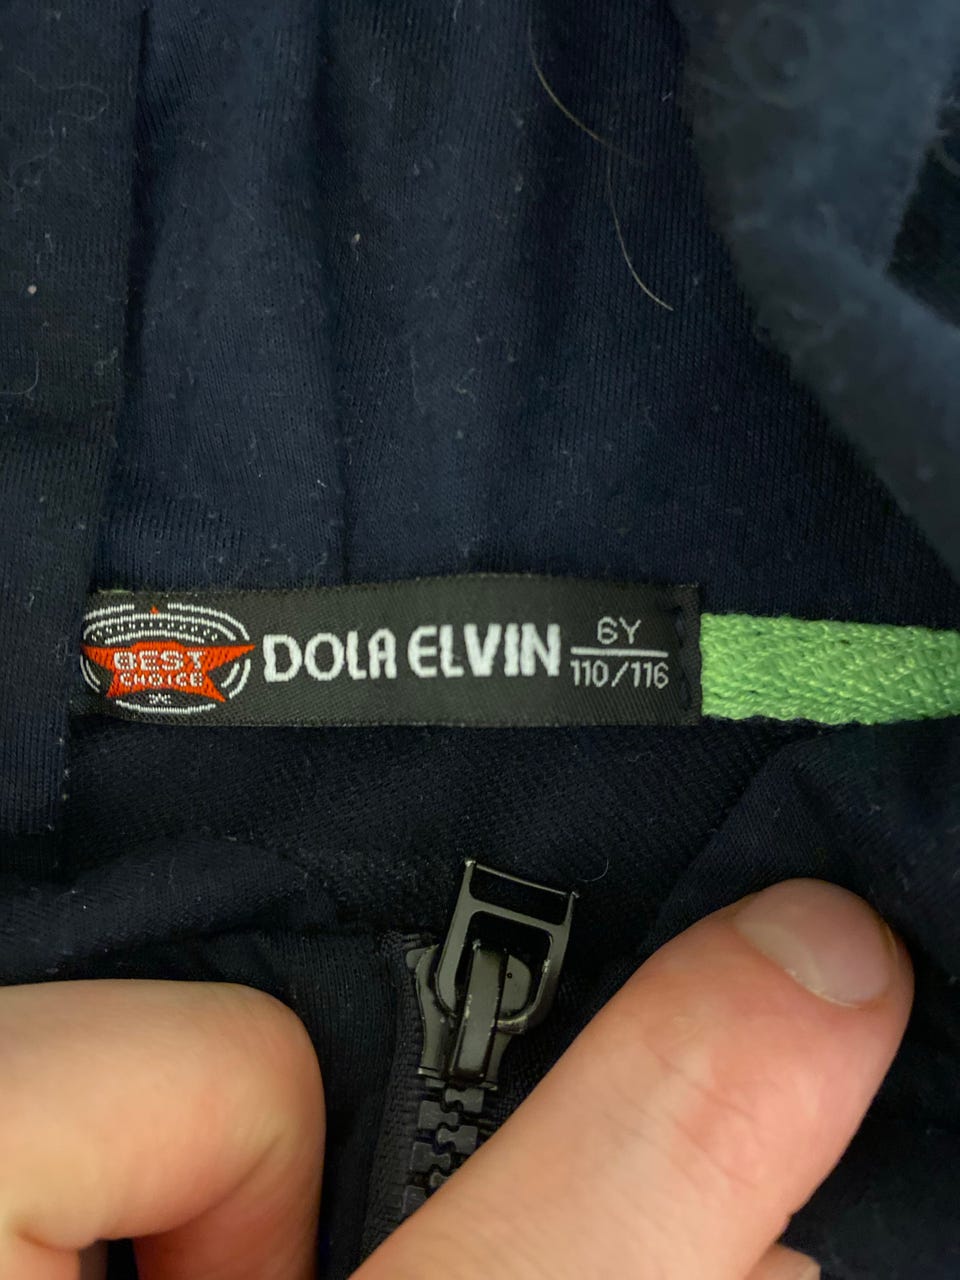 BEST
CHOICE
DOLA ELVIN
6Y
110/116